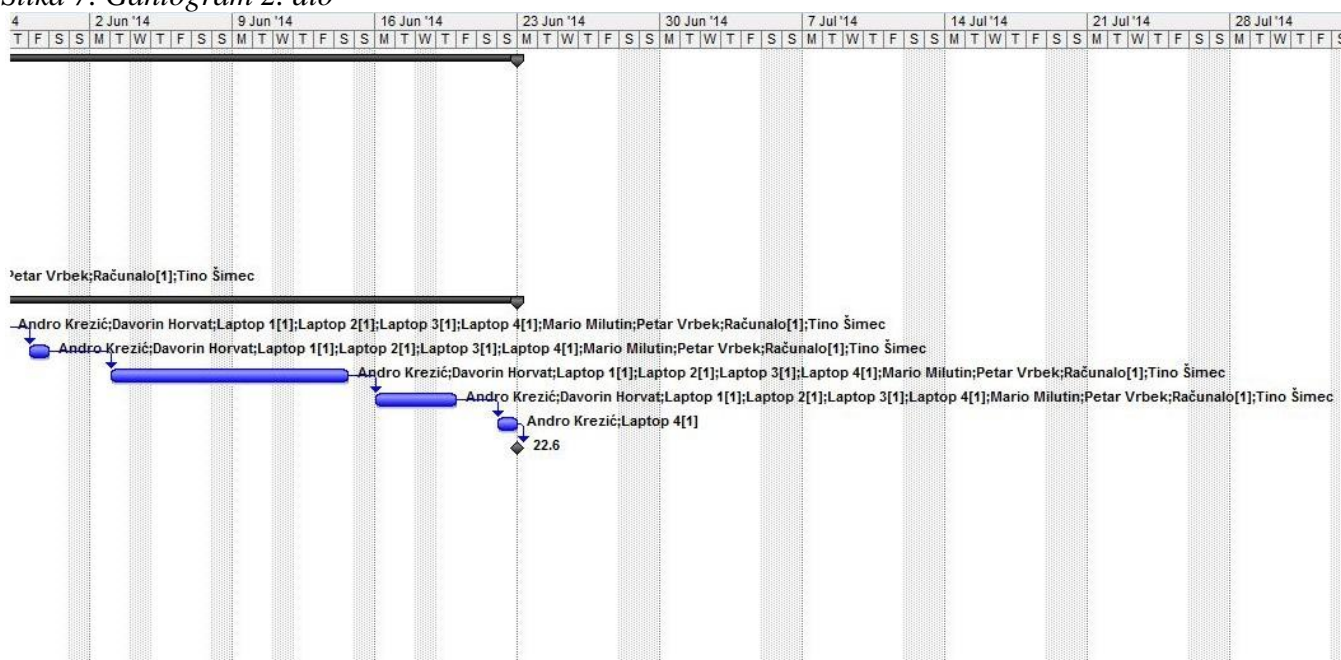 Slika 7. Gantogram 2. dio
4 2 Jun '14 9 Jun '14 16 Jun '14 23 Jun '14 30 Jun '14 7 Jul '14 14 Jul '14 21 Jul '14 28 Jul '14
T F S S M T W T F S S M T W T F S S M T W T F S S M T W T F S S M T W T F S S M T W T F S S M T W T F S S M T W T F S S M T W T F S
Petar Vrbek;Računalo[1];Tino Šimec
Andro Krezić;Davorin Horvat;Laptop 1[1];Laptop 2[1];Laptop 3[1];Laptop 4[1];Mario Milutin;Petar Vrbek;Računalo[1];Tino Šimec
Andro Krezić;Davorin Horvat;Laptop 1[1];Laptop 2[1];Laptop 3[1];Laptop 4[1];Mario Milutin;Petar Vrbek;Računalo[1];Tino Šimec
Andro Krezić;Davorin Horvat;Laptop 1[1];Laptop 2[1];Laptop 3[1];Laptop 4[1];Mario Milutin;Petar Vrbek;Računalo[1];Tino Šimec
Andro Krezić;Davorin Horvat;Laptop 1[1];Laptop 2[1];Laptop 3[1];Laptop 4[1];Mario Milutin;Petar Vrbek;Računalo[1];Tino Šimec
Andro Krezić;Laptop 4[1]
22.6